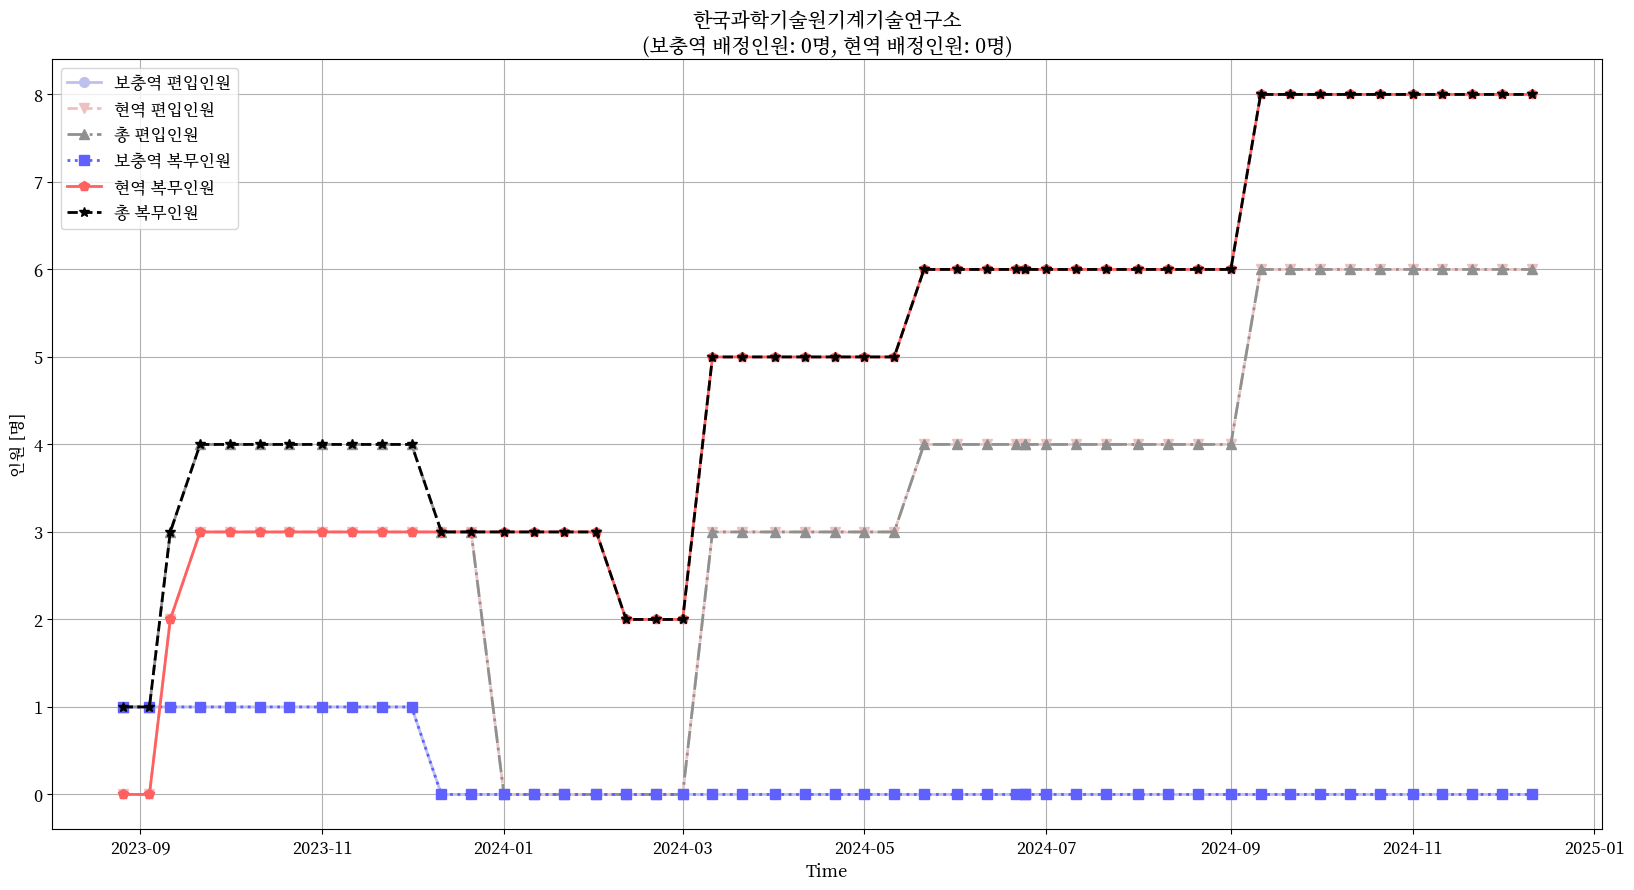 한국과학기술원기계기술연구소
(보충역 배정인원: 0명, 현역 배정인원: 0명)
보충역 편입인원
현역 편입인원
총 편입인원
보충역 복무인원
현역 복무인원
총 복무인원
인원 [명]
8
7
6
5
4
3
2
1
0
2023-09
2023-11
2024-01
2024-03
2024-05
2024-07
2024-09
2024-11
2025-01
Time